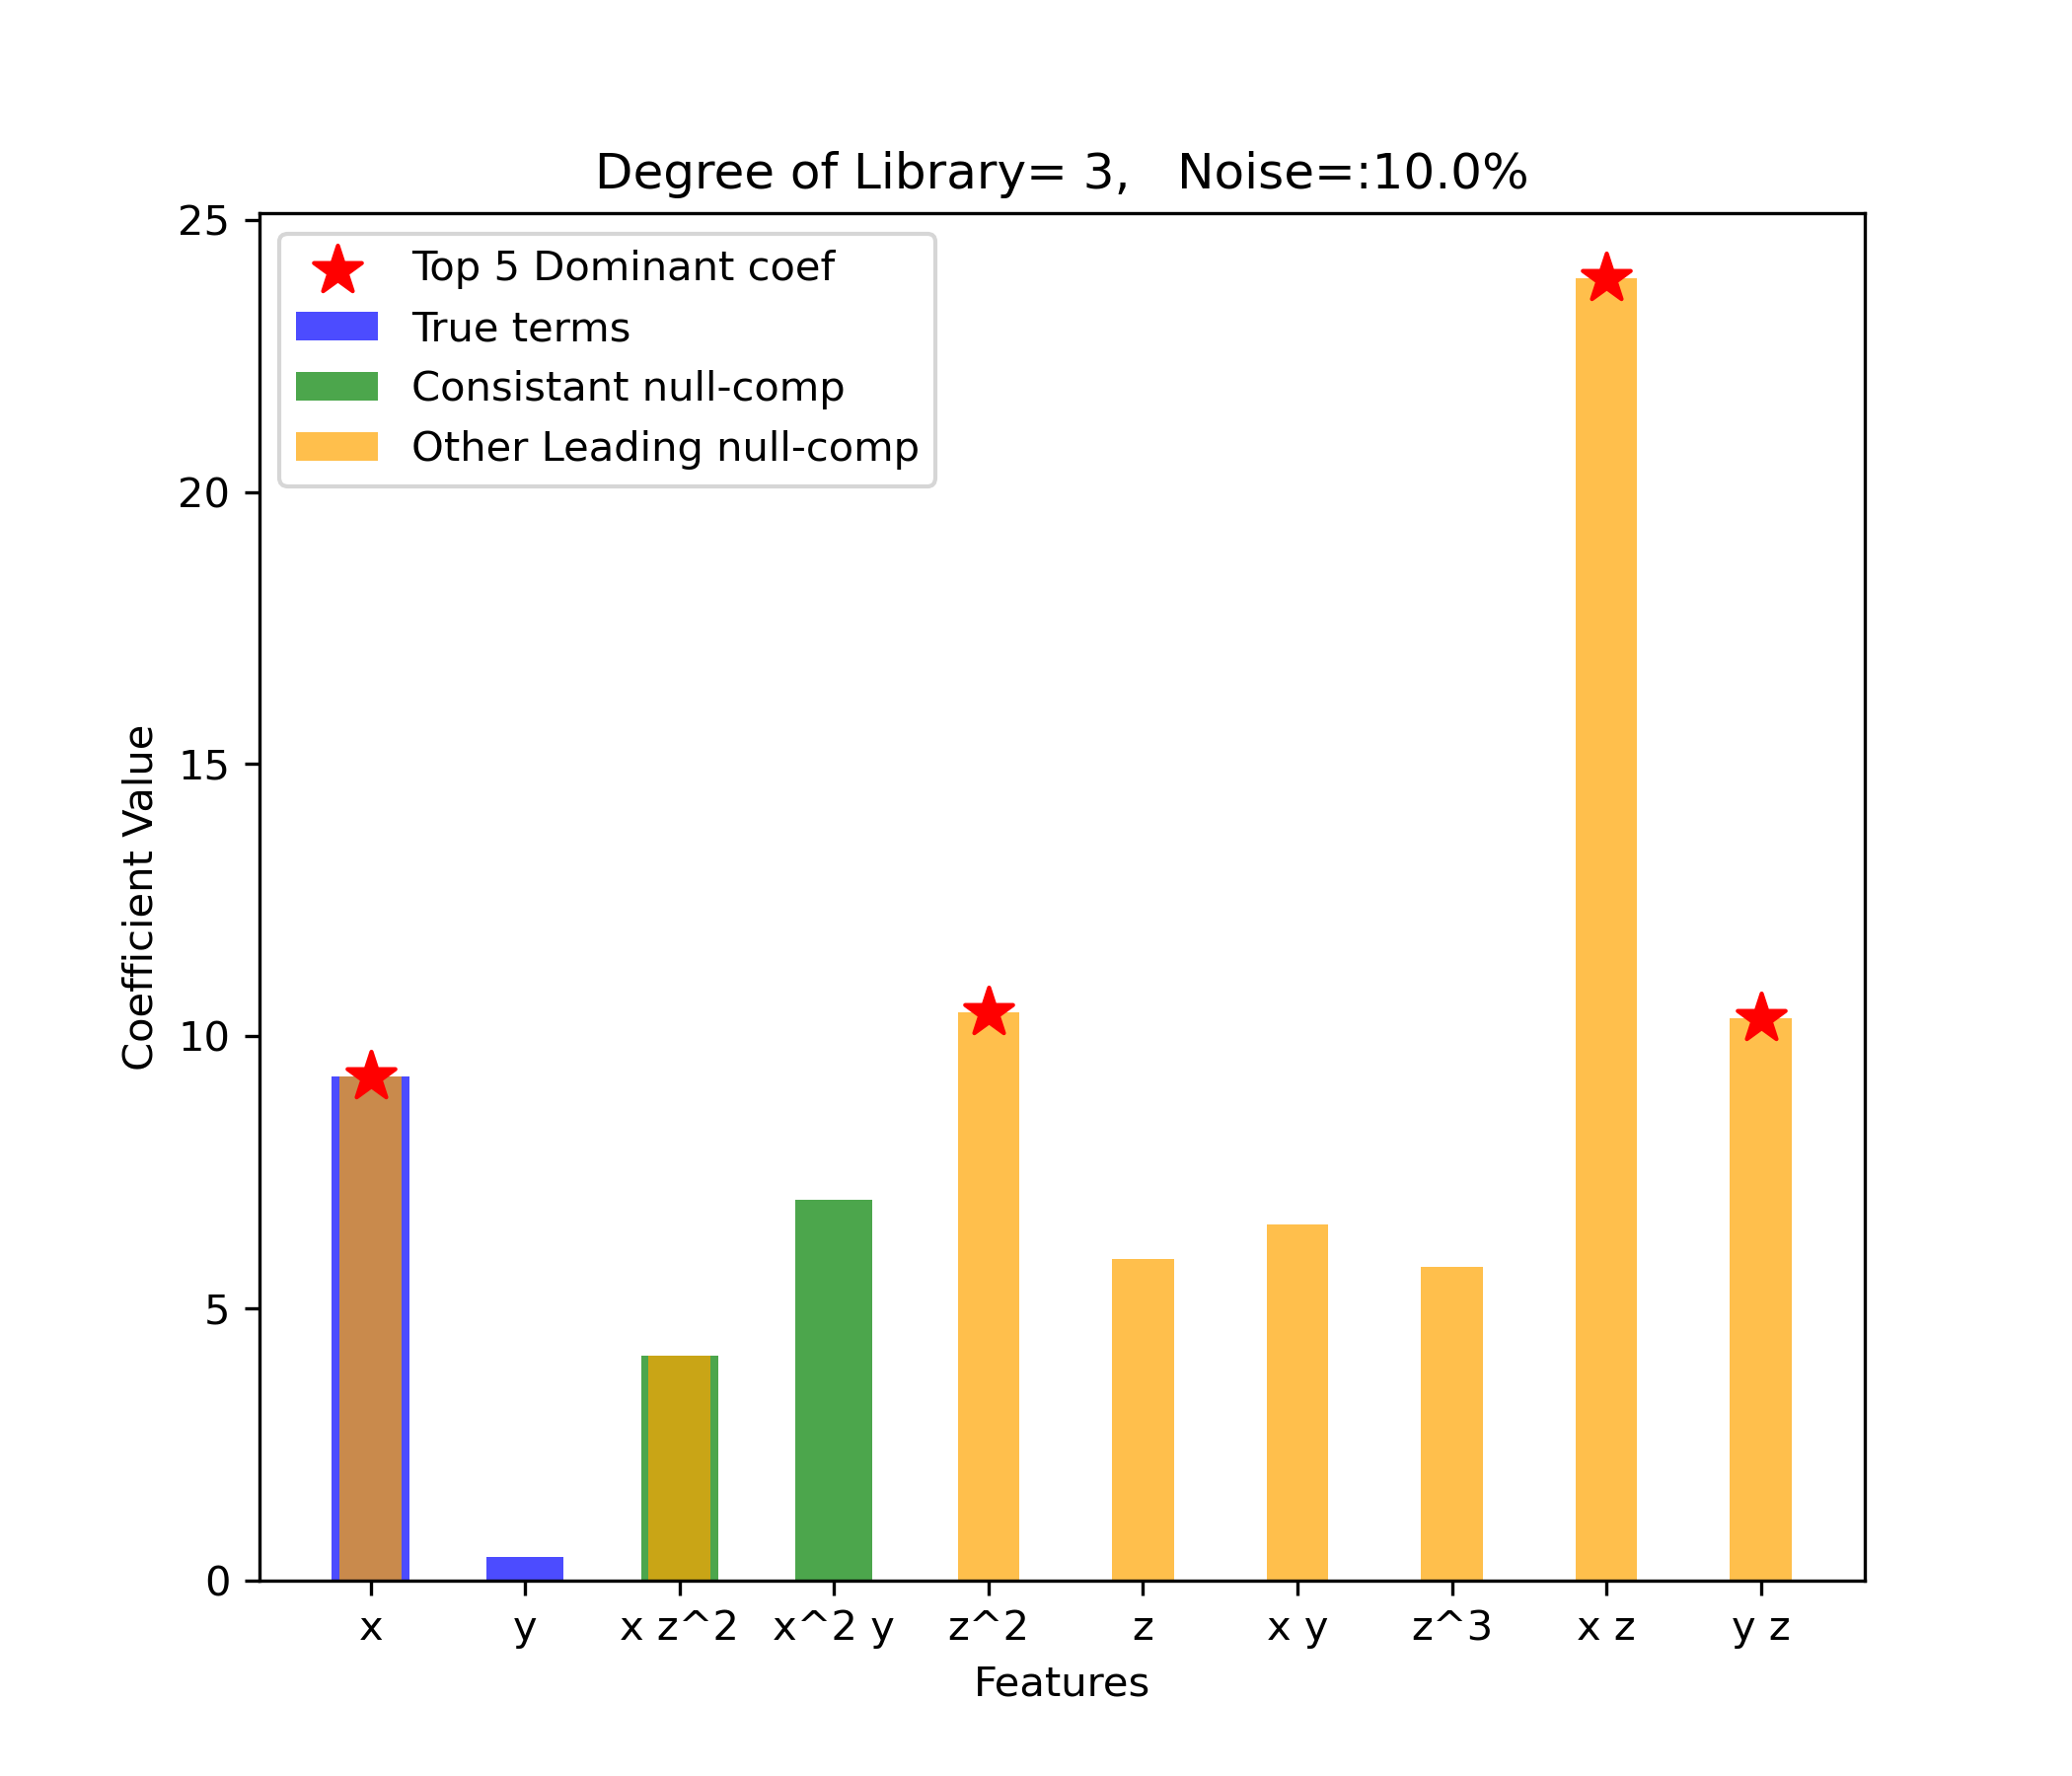 Degree of Library= 3,   Noise=:10.0%
25
20
15
10
5
0
Coefficient Value
Top 5 Dominant coef
True terms
Consistant null-comp
Other Leading null-comp
x y x z^2 x^2 y z^2 z x y z^3 x z y z
Features